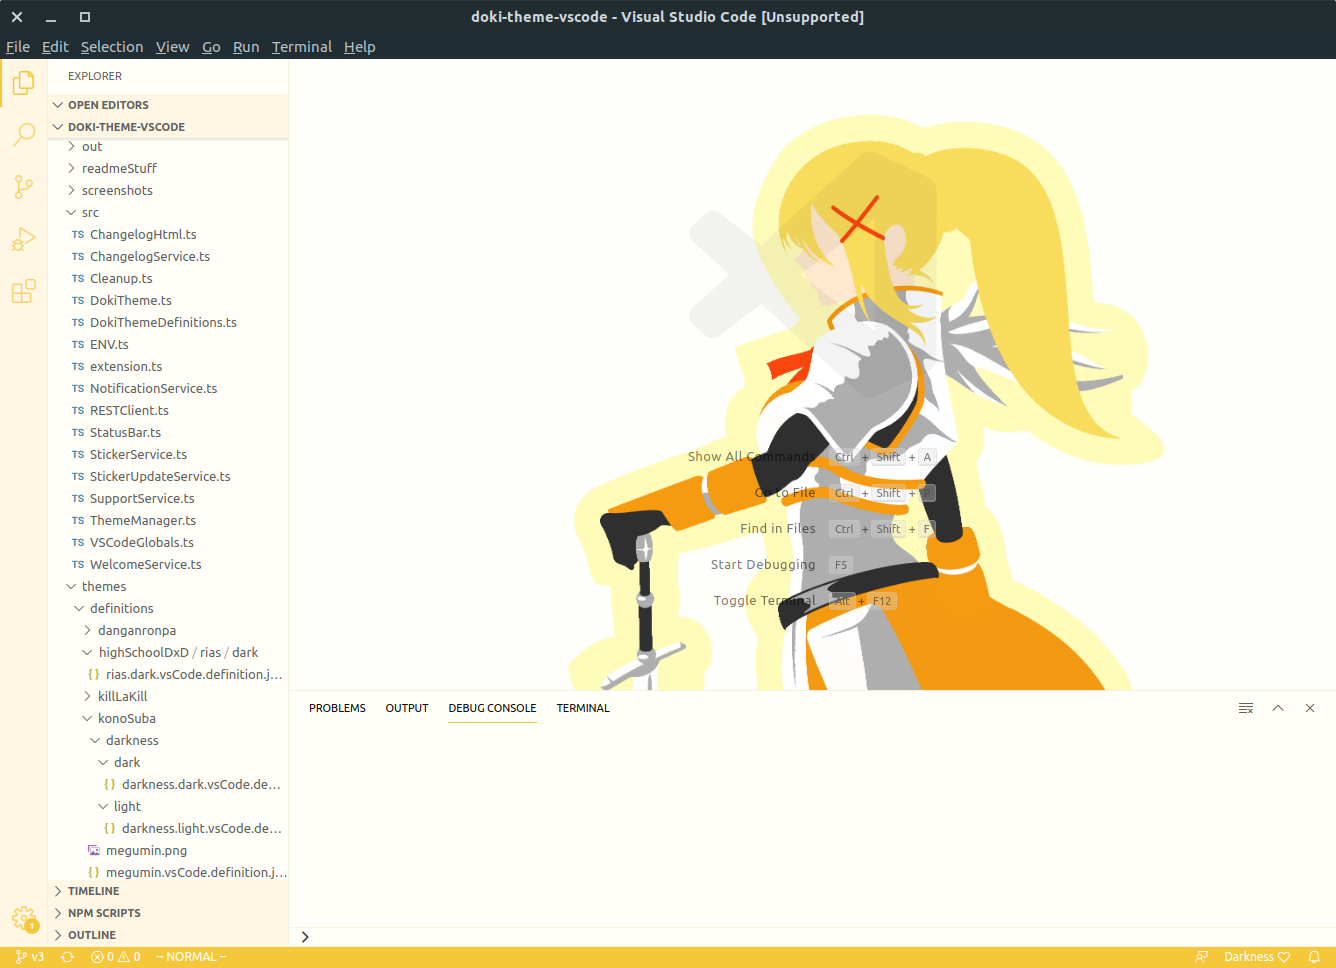 doki-theme-vscode - Visual Studio Code [Unsupported]
File Edit Selection View Go Run Terminal Help
EXPLORER
OPEN EDITORS
DOKI-THEME-VSCODE
out
readmeStuff
screenshots
src
TS ChangelogHtml.ts
TS ChangelogService.ts
TS Cleanup.ts
TS DokiTheme.ts
TS DokiThemeDefinitions.ts
TS ENV.ts
TS extension.ts
TS NotificationService.ts
TS RESTClient.ts
TS StatusBar.ts
TS StickerService.ts
TS StickerUpdateService.ts
TS SupportService.ts
TS ThemeManager.ts
TS VSCodeGlobals.ts
TS WelcomeService.ts
themes
definitions
danganronpa
highSchoolDxD / rias / dark
{} rias.dark.vsCode.definition.j...
killLaKill
konoSuba
darkness
dark
{} darkness.dark.vsCode.de...
light
{} darkness.light.vsCode.de...
megumin.png
{} megumin.vsCode.definition.j...
TIMELINE
NPM SCRIPTS
OUTLINE
1
Show All Commands Ctrl + Shift + A
Go to File Ctrl + Shift + P
Find in Files Ctrl + Shift + F
Start Debugging F5
Toggle Terminal Alt + F12
PROBLEMS OUTPUT DEBUG CONSOLE TERMINAL
v3 0 0 -- NORMAL -- Darkness♡